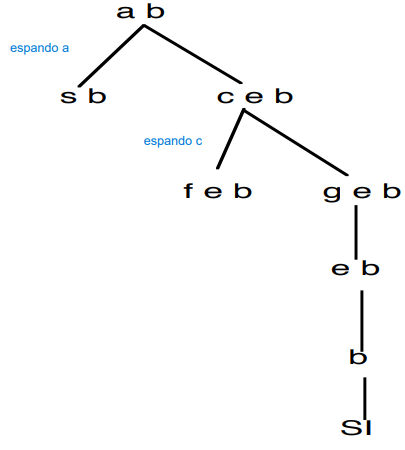 a b
espando a
s b
c e b
espando c
f e b
g e b
e b
b
SI